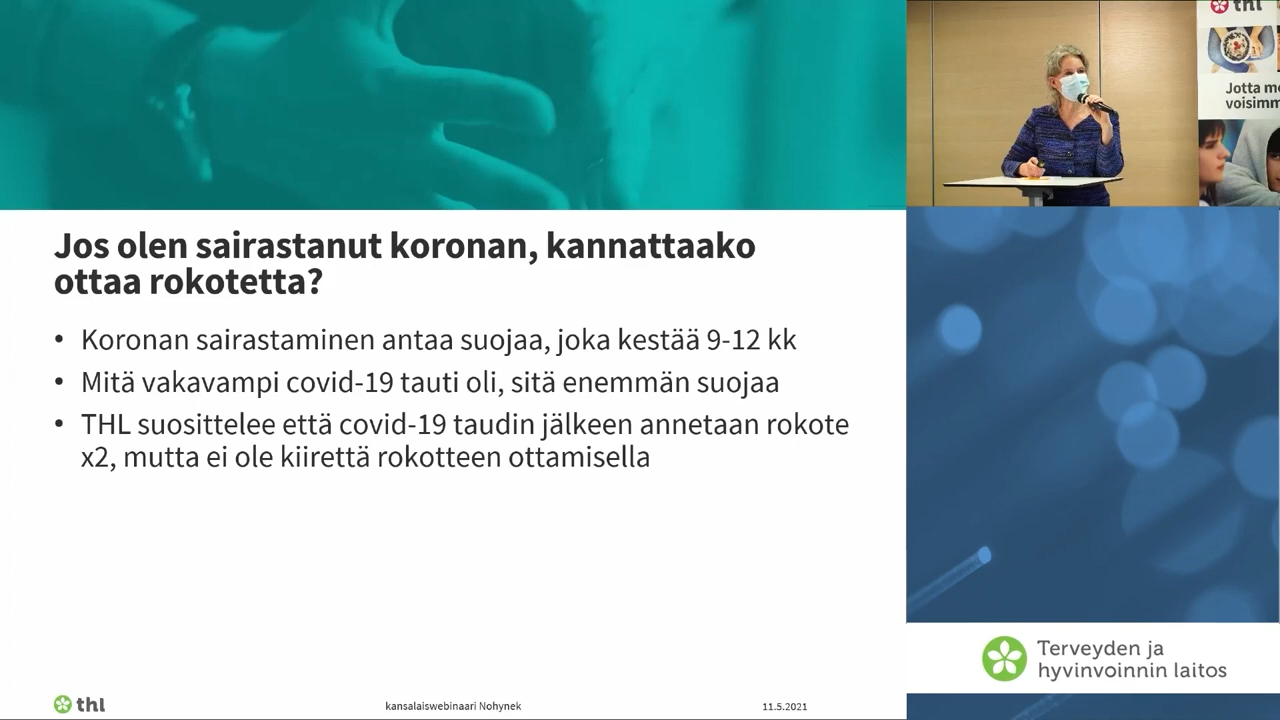 Jos olen sairastanut koronan, kannattaako
ottaa rokotetta?
• Koronan sairastaminen antaa suojaa, joka kestää 9-12 kk
• Mitä vakavampi covid-19 tauti oli, sitä enemmän suojaa
• THL suosittelee että covid-19 taudin jälkeen annetaan rokote
x2, mutta ei ole kiirettä rokotteen ottamisella
thl
kansalaiswebinaari Nohynek
11.5.2021
thl
Jotta
voisimm
Terveyden ja
hyvinvoinnin laitos